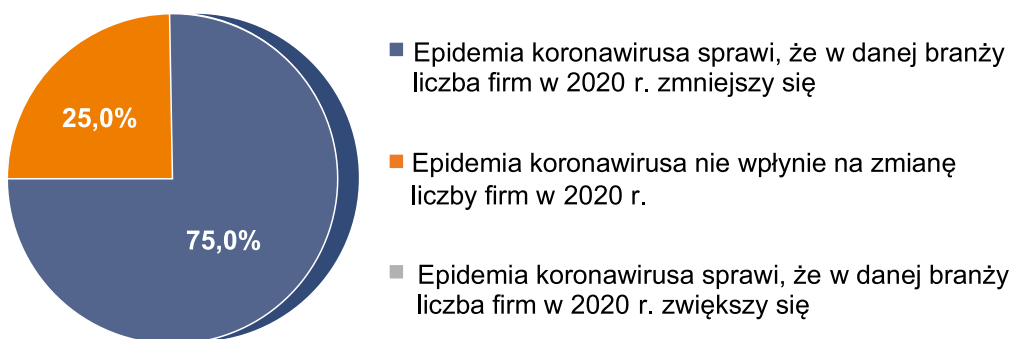 25,0%
75,0%
Epidemia koronawirusa sprawi, że w danej branży
liczba firm w 2020 r. zmniejszy się
Epidemia koronawirusa nie wpłynie na zmianę
liczby firm w 2020 r.
Epidemia koronawirusa sprawi, że w danej branży
liczba firm w 2020 r. zwiększy się